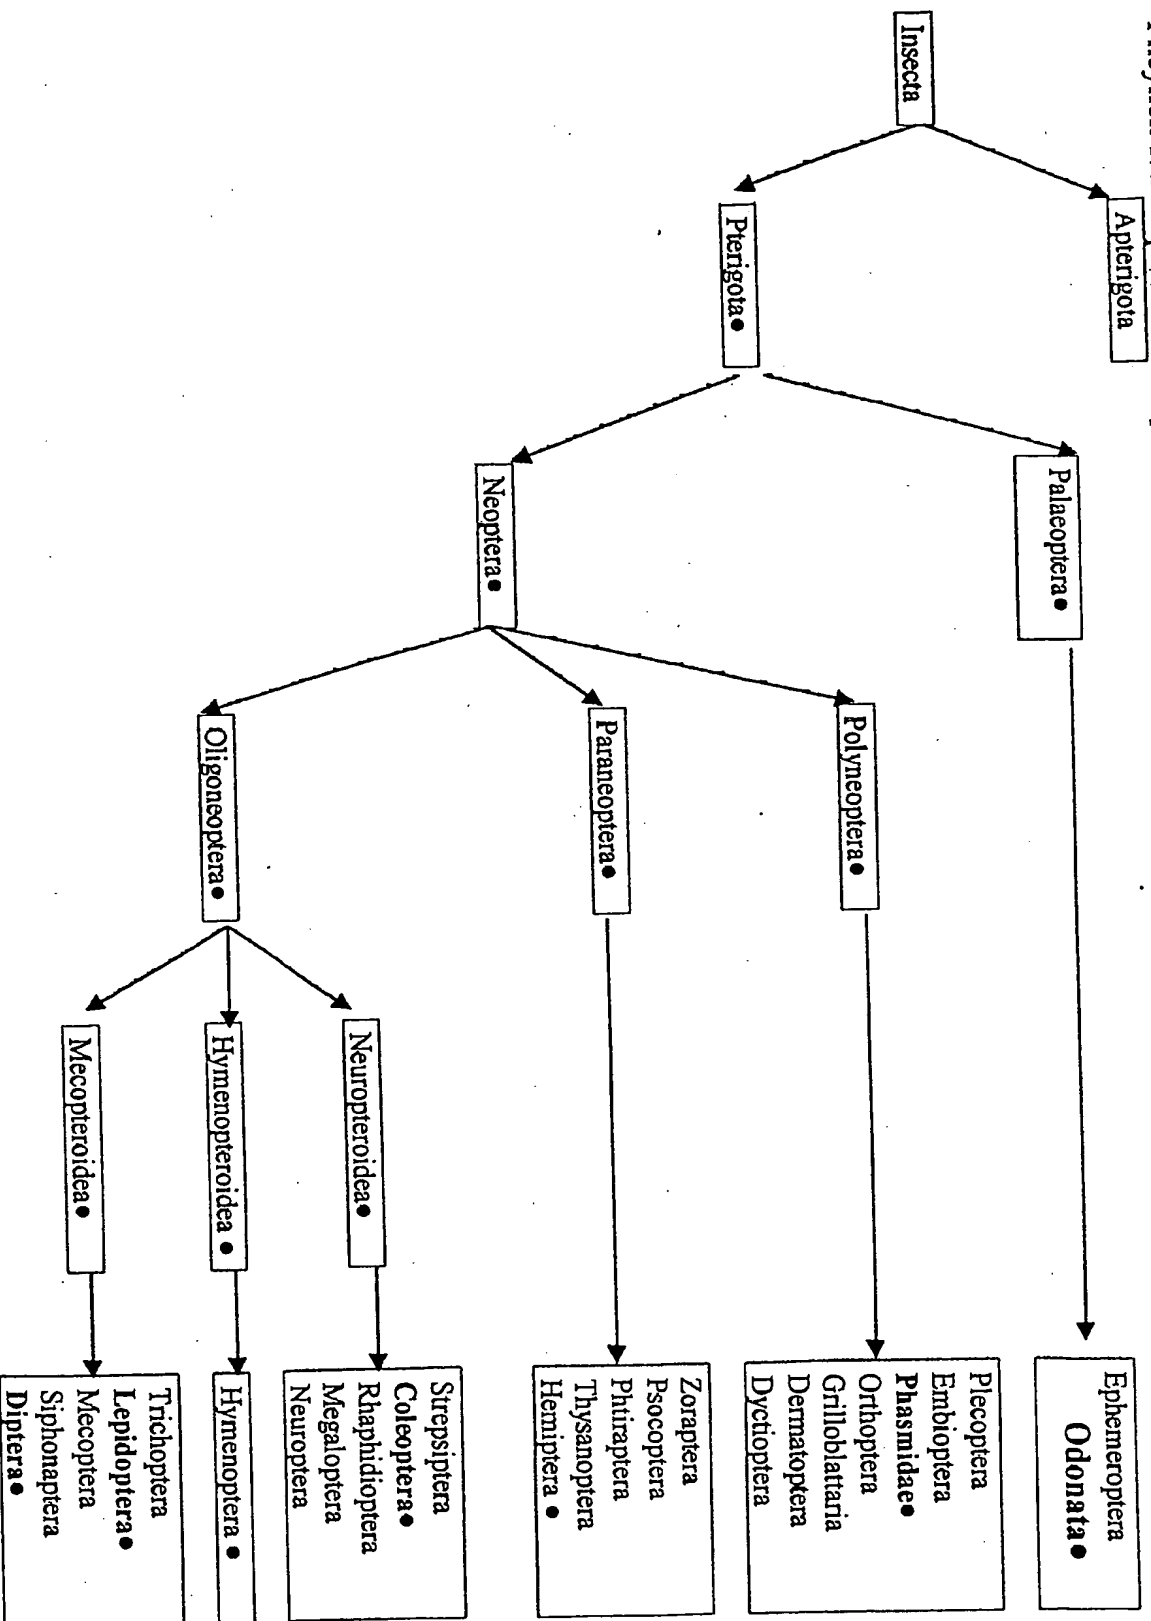 Insecta
Apterigota
Pterigota●
Palaeoptera●
Neoptera●
Polyneoptera●
Paraneoptera●
Oligoneoptera●
Neuropteroidea●
Hymenopteroidea ●
Mecopteroidea●
Ephemeroptera
Odonata●
Plecoptera
Embioptera
Phasmidae●
Orthoptera
Grilloblattaria
Dermatoptera
Dyctioptera
Zoraptera
Psocoptera
Phtiraptera
Thysanoptera
Hemiptera ●
Strepsiptera
Coleoptera●
Rhaphidioptera
Megaloptera
Neuroptera
Hymenoptera ●
Trichoptera
Lepidoptera●
Mecoptera
Siphonaptera
Diptera●